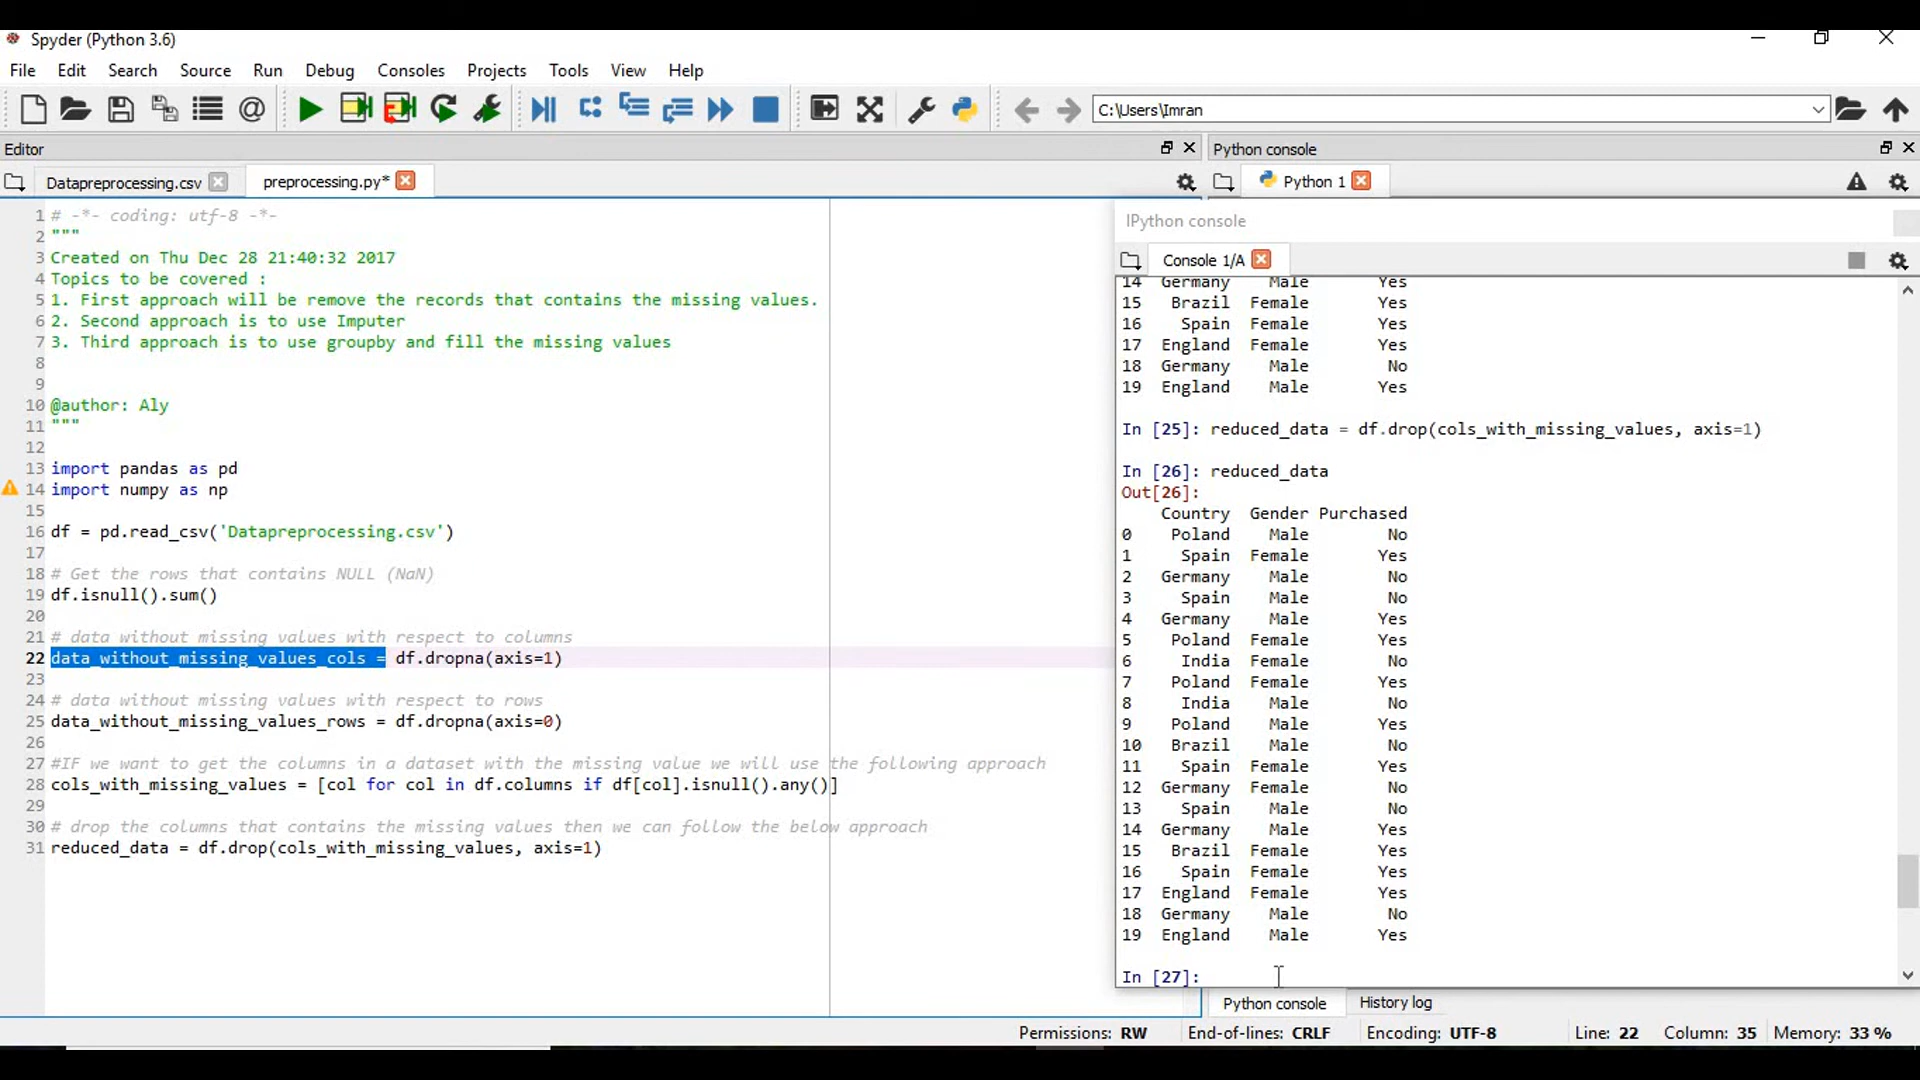 Spyder (Python 3.6)
File Edit Search Source Run Debug Consoles Projects Tools View Help
C:\Users\Imran
Editor
Datapreprocessing.csv
preprocessing.py*
1 # -*- coding: utf-8 -*-
2 """
3 Created on Thu Dec 28 21:40:32 2017
4 Topics to be covered :
5 1. First approach will be remove the records that contains the missing values.
6 2. Second approach is to use Imputer
7 3. Third approach is to use groupby and fill the missing values
8
9
10 @author: Aly
11 """
12
13 import pandas as pd
14 import numpy as np
15
16 df = pd.read_csv('Datapreprocessing.csv')
17
18 # Get the rows that contains NULL (NaN)
19 df.isnull().sum()
20
21 # data without missing values with respect to columns
22 data_without_missing_values_cols = df.dropna(axis=1)
23
24 # data without missing values with respect to rows
25 data_without_missing_values_rows = df.dropna(axis=0)
26
27 #IF we want to get the columns in a dataset with the missing value we will use the following approach
28 cols_with_missing_values = [col for col in df.columns if df[col].isnull().any()]
29
30 # drop the columns that contains the missing values then we can follow the below approach
31 reduced_data = df.drop(cols_with_missing_values, axis=1)
Python console
Python 1
IPython console
Console 1/A
14 Germany Male Yes
15 Brazil Female Yes
16 Spain Female Yes
17 England Female Yes
18 Germany Male No
19 England Male Yes
In [25]: reduced_data = df.drop(cols_with_missing_values, axis=1)
In [26]: reduced_data
Out[26]:
Country Gender Purchased
0 Poland Male No
1 Spain Female Yes
2 Germany Male No
3 Spain Male No
4 Germany Male Yes
5 Poland Female Yes
6 India Female No
7 Poland Female Yes
8 India Male No
9 Poland Male Yes
10 Brazil Male No
11 Spain Female Yes
12 Germany Female No
13 Spain Male No
14 Germany Male Yes
15 Brazil Female Yes
16 Spain Female Yes
17 England Female Yes
18 Germany Male No
19 England Male Yes
In [27]:
Python console History log
Permissions: RW End-of-lines: CRLF Encoding: UTF-8 Line: 22 Column: 35 Memory: 33 %